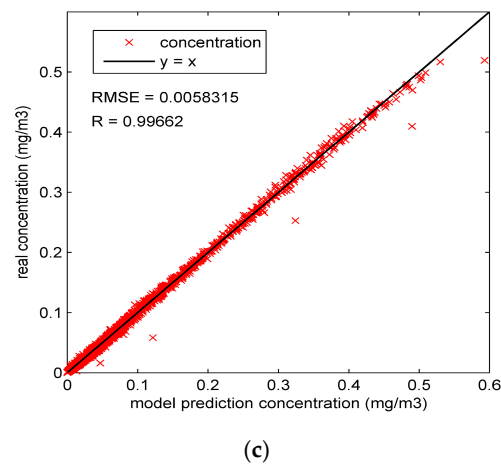 concentration
y = x
RMSE = 0.0058315
R = 0.99662
real concentration (mg/m3)
0.5
0.4
0.3
0.2
0.1
0
0 0.1 0.2 0.3 0.4 0.5 0.6
model prediction concentration (mg/m3)
(c)